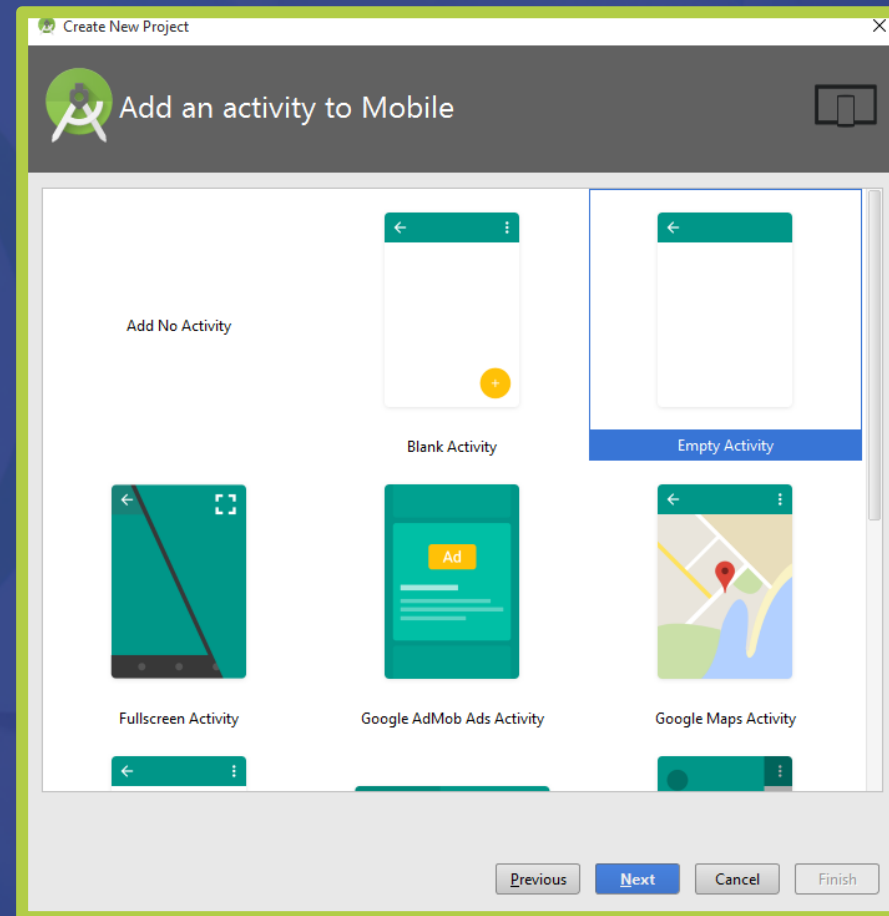 Create New Project
Add an activity to Mobile
Add No Activity
Blank Activity
Empty Activity
Ad
Fullscreen Activity
Google AdMob Ads Activity
Google Maps Activity
Previous
Next
Cancel
Finish